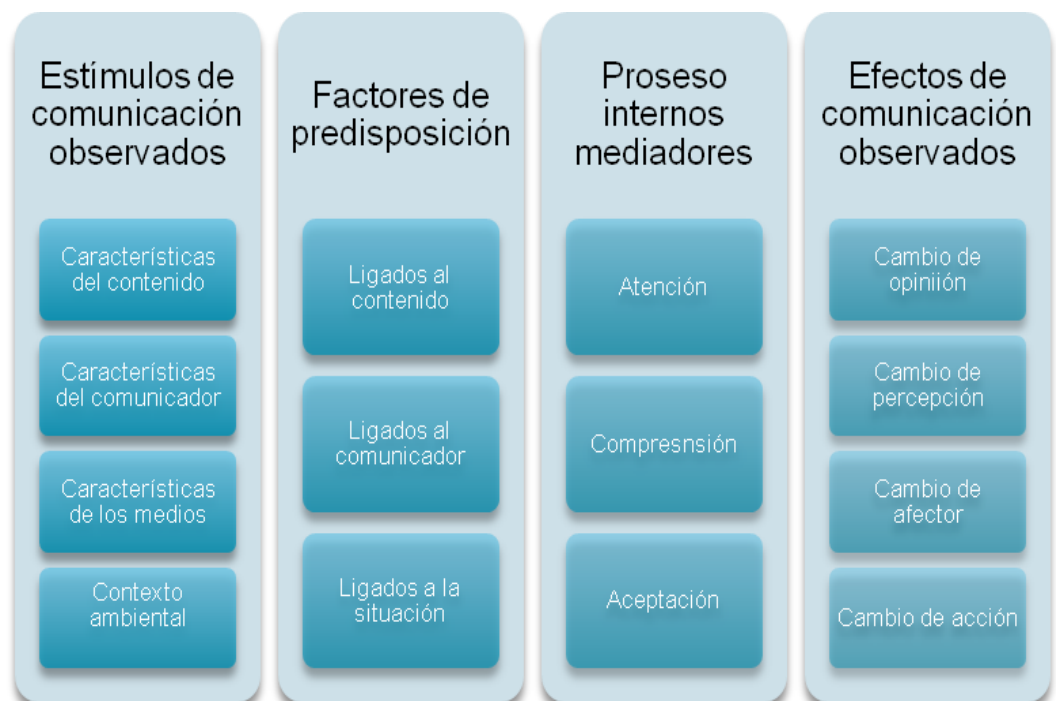 Estímulos de
comunicación
observados
Características
del contenido
Características
del comunicador
Características
de los medios
Contexto
ambiental
Factores de
predisposición
Ligados al
contenido
Ligados al
comunicador
Ligados a la
situación
Proseso
internos
mediadores
Atención
Compresnsión
Aceptación
Efectos de
comunicación
observados
Cambio de
opiniión
Cambio de
percepción
Cambio de
afector
Cambio de acción